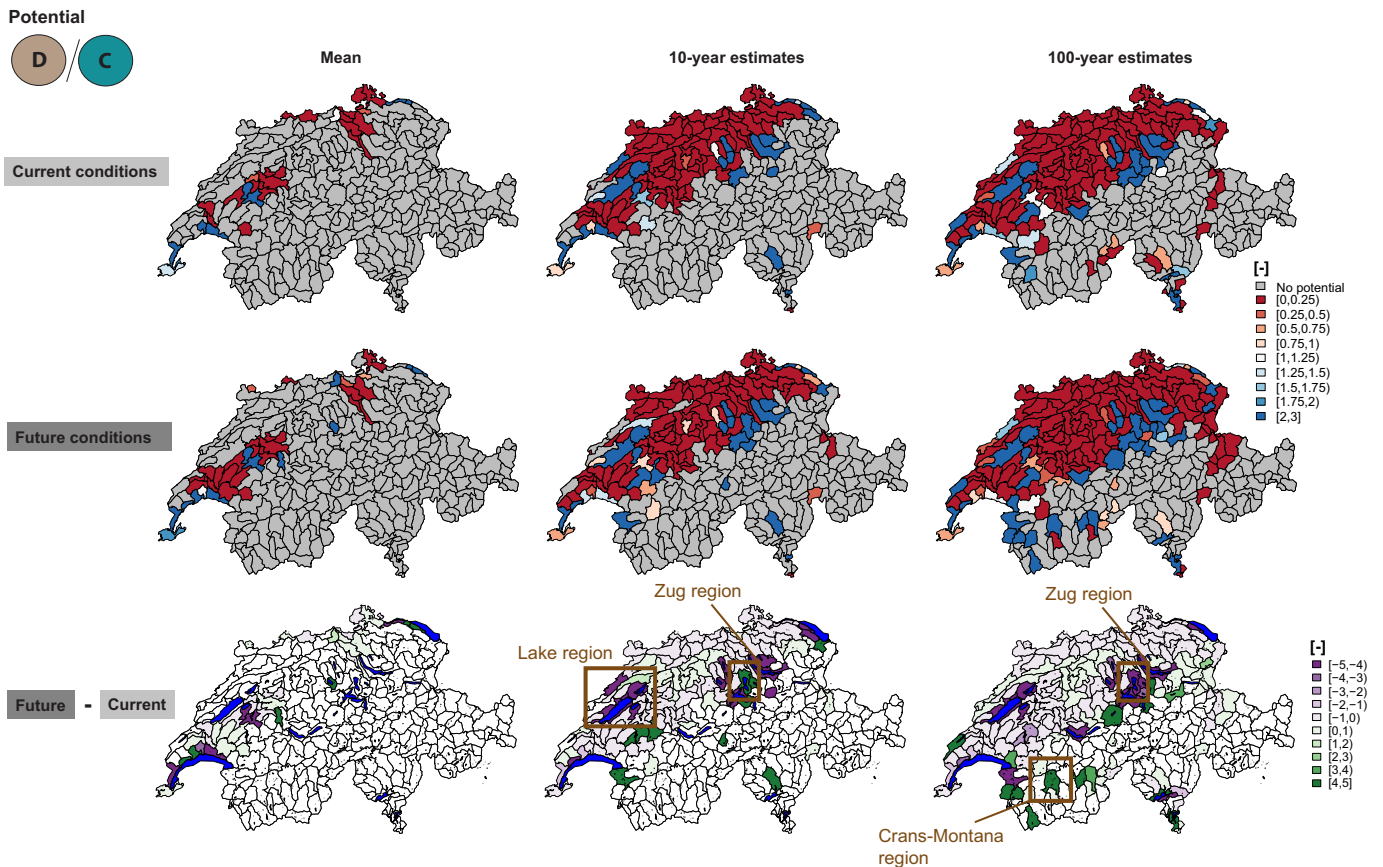 Potential
D / C
Mean
10-year estimates
100-year estimates
Current conditions
[-]
No potential
[0,0.25)
[0.25,0.5)
[0.5,0.75)
[0.75,1)
[1,1.25)
[1.25,1.5)
[1.5,1.75)
[1.75,2)
[2,3]
Future conditions
Zug region
Zug region
Lake region
Future - Current
[-]
[−5,−4)
[−4,−3)
[−3,−2)
[−2,−1)
[−1,0)
[0,1)
[1,2)
[2,3)
[3,4)
[4,5]
Crans-Montana
region